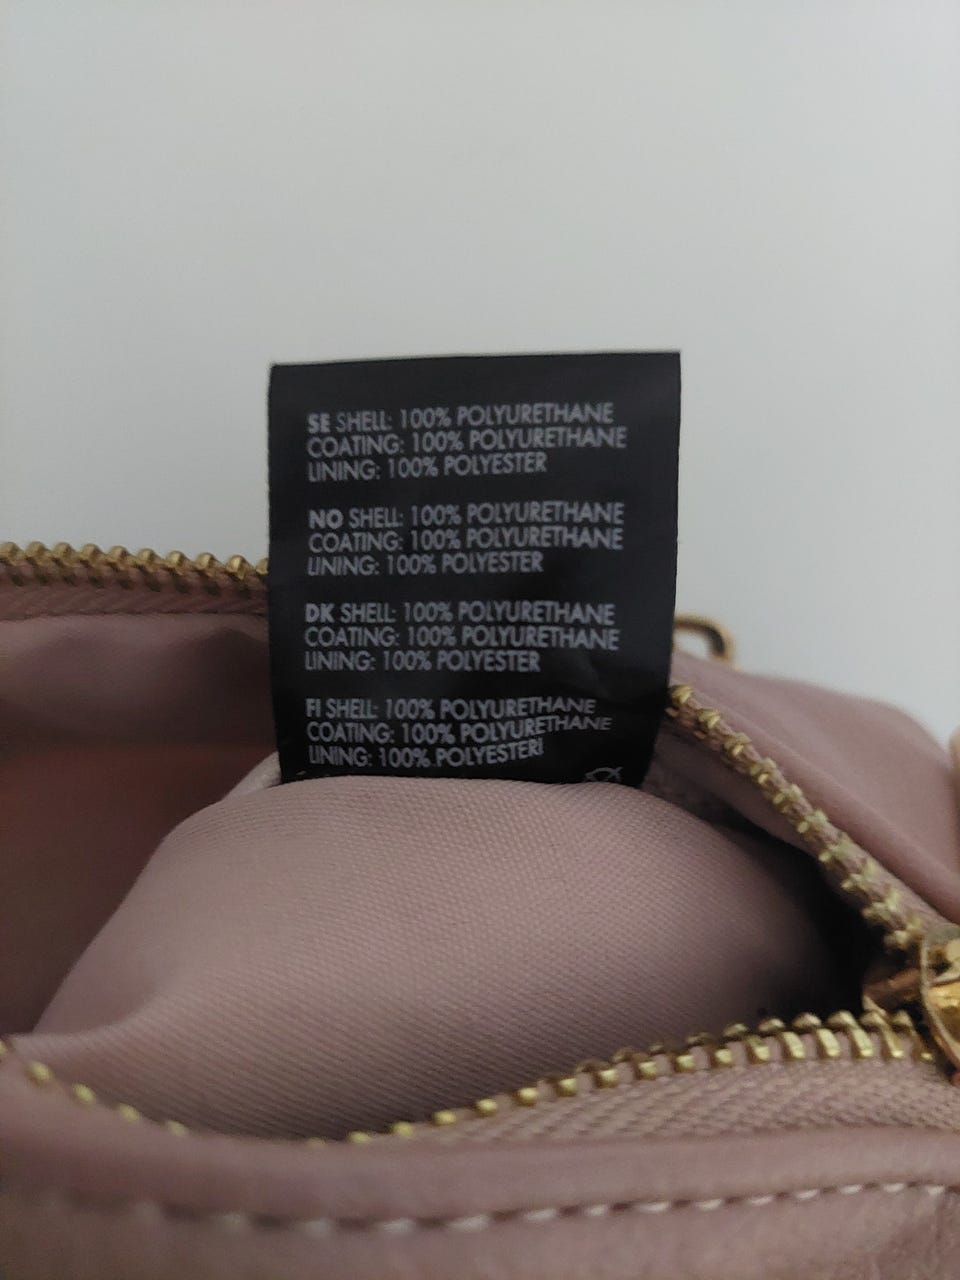 SE SHELL: 100% POLYURETHANE
COATING: 100% POLYURETHANE
LINING: 100% POLYESTER
NO SHELL: 100% POLYURETHANE
COATING: 100% POLYURETHANE
LINING: 100% POLYESTER
DK SHELL: 100% POLYURETHANE
COATING: 100% POLYURETHANE
LINING: 100% POLYESTER
FI SHELL: 100% POLYURETHANE
COATING: 100% POLYURETHANE
LINING: 100% POLYESTERI